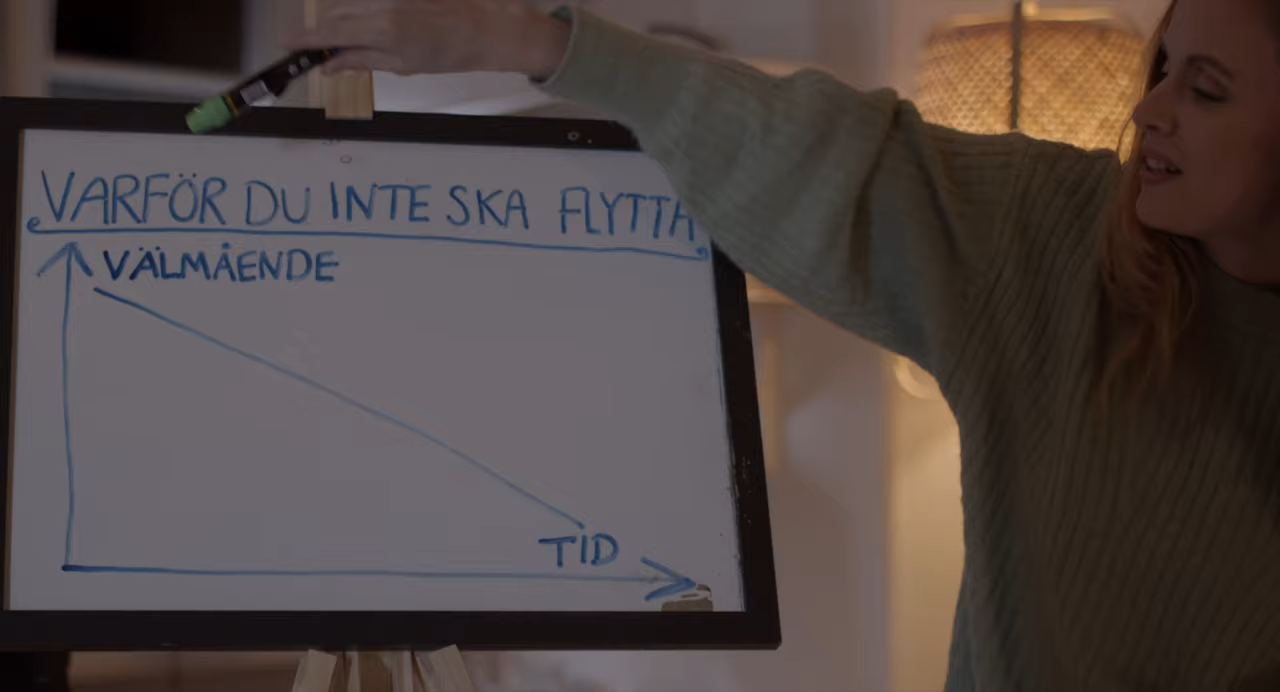 VARFÖR DU INTE SKA FLYTTA
VÄLMÅENDE
TID